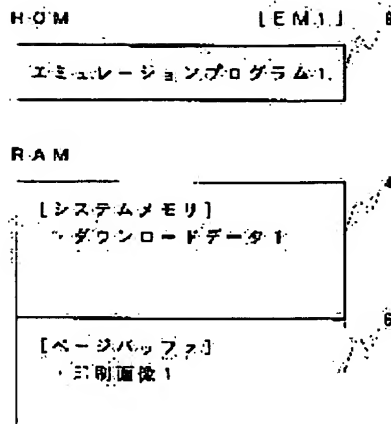 ROM [EM1]
エミュレーションプログラム1
RAM
[システムメモリ]
・ダウンロードデータ1
[ページバッファ]
・印刷画像1